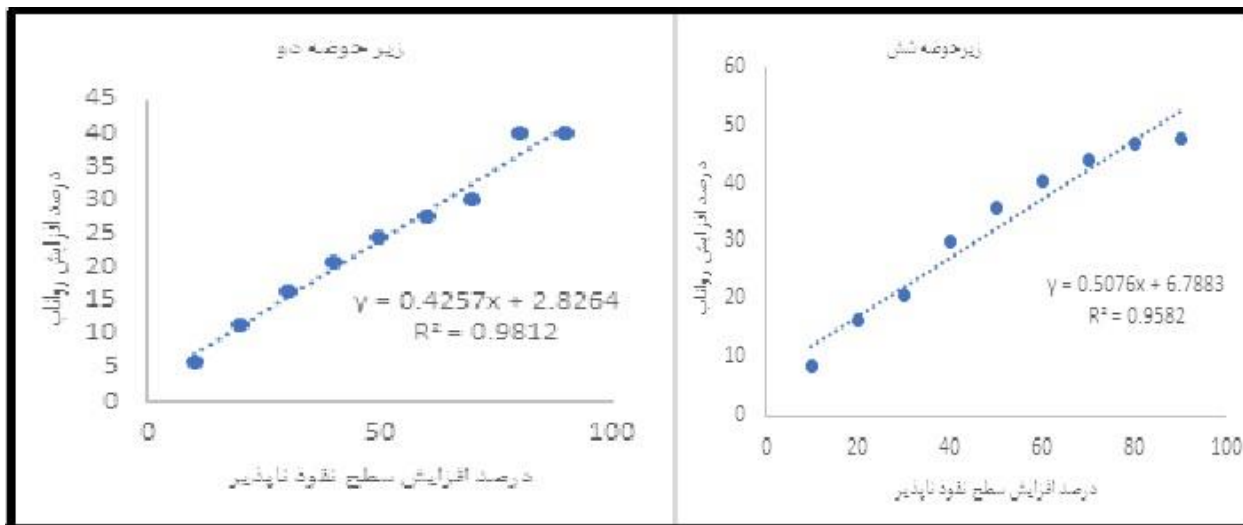 زیر حوضه دو
45
40
35
30
25
20
15
10
5
0
درصد افزایش رواناب
y = 0.4257x + 2.8264
R² = 0.9812
0 50 100
درصد افزایش سطح نفوذ ناپذیر
زیرحوضه شش
60
50
40
30
20
10
0
درصد افزایش رواناب
y = 0.5076x + 6.7883
R² = 0.9582
0 20 40 60 80 100
درصد افزایش سطح نفوذ ناپذیر